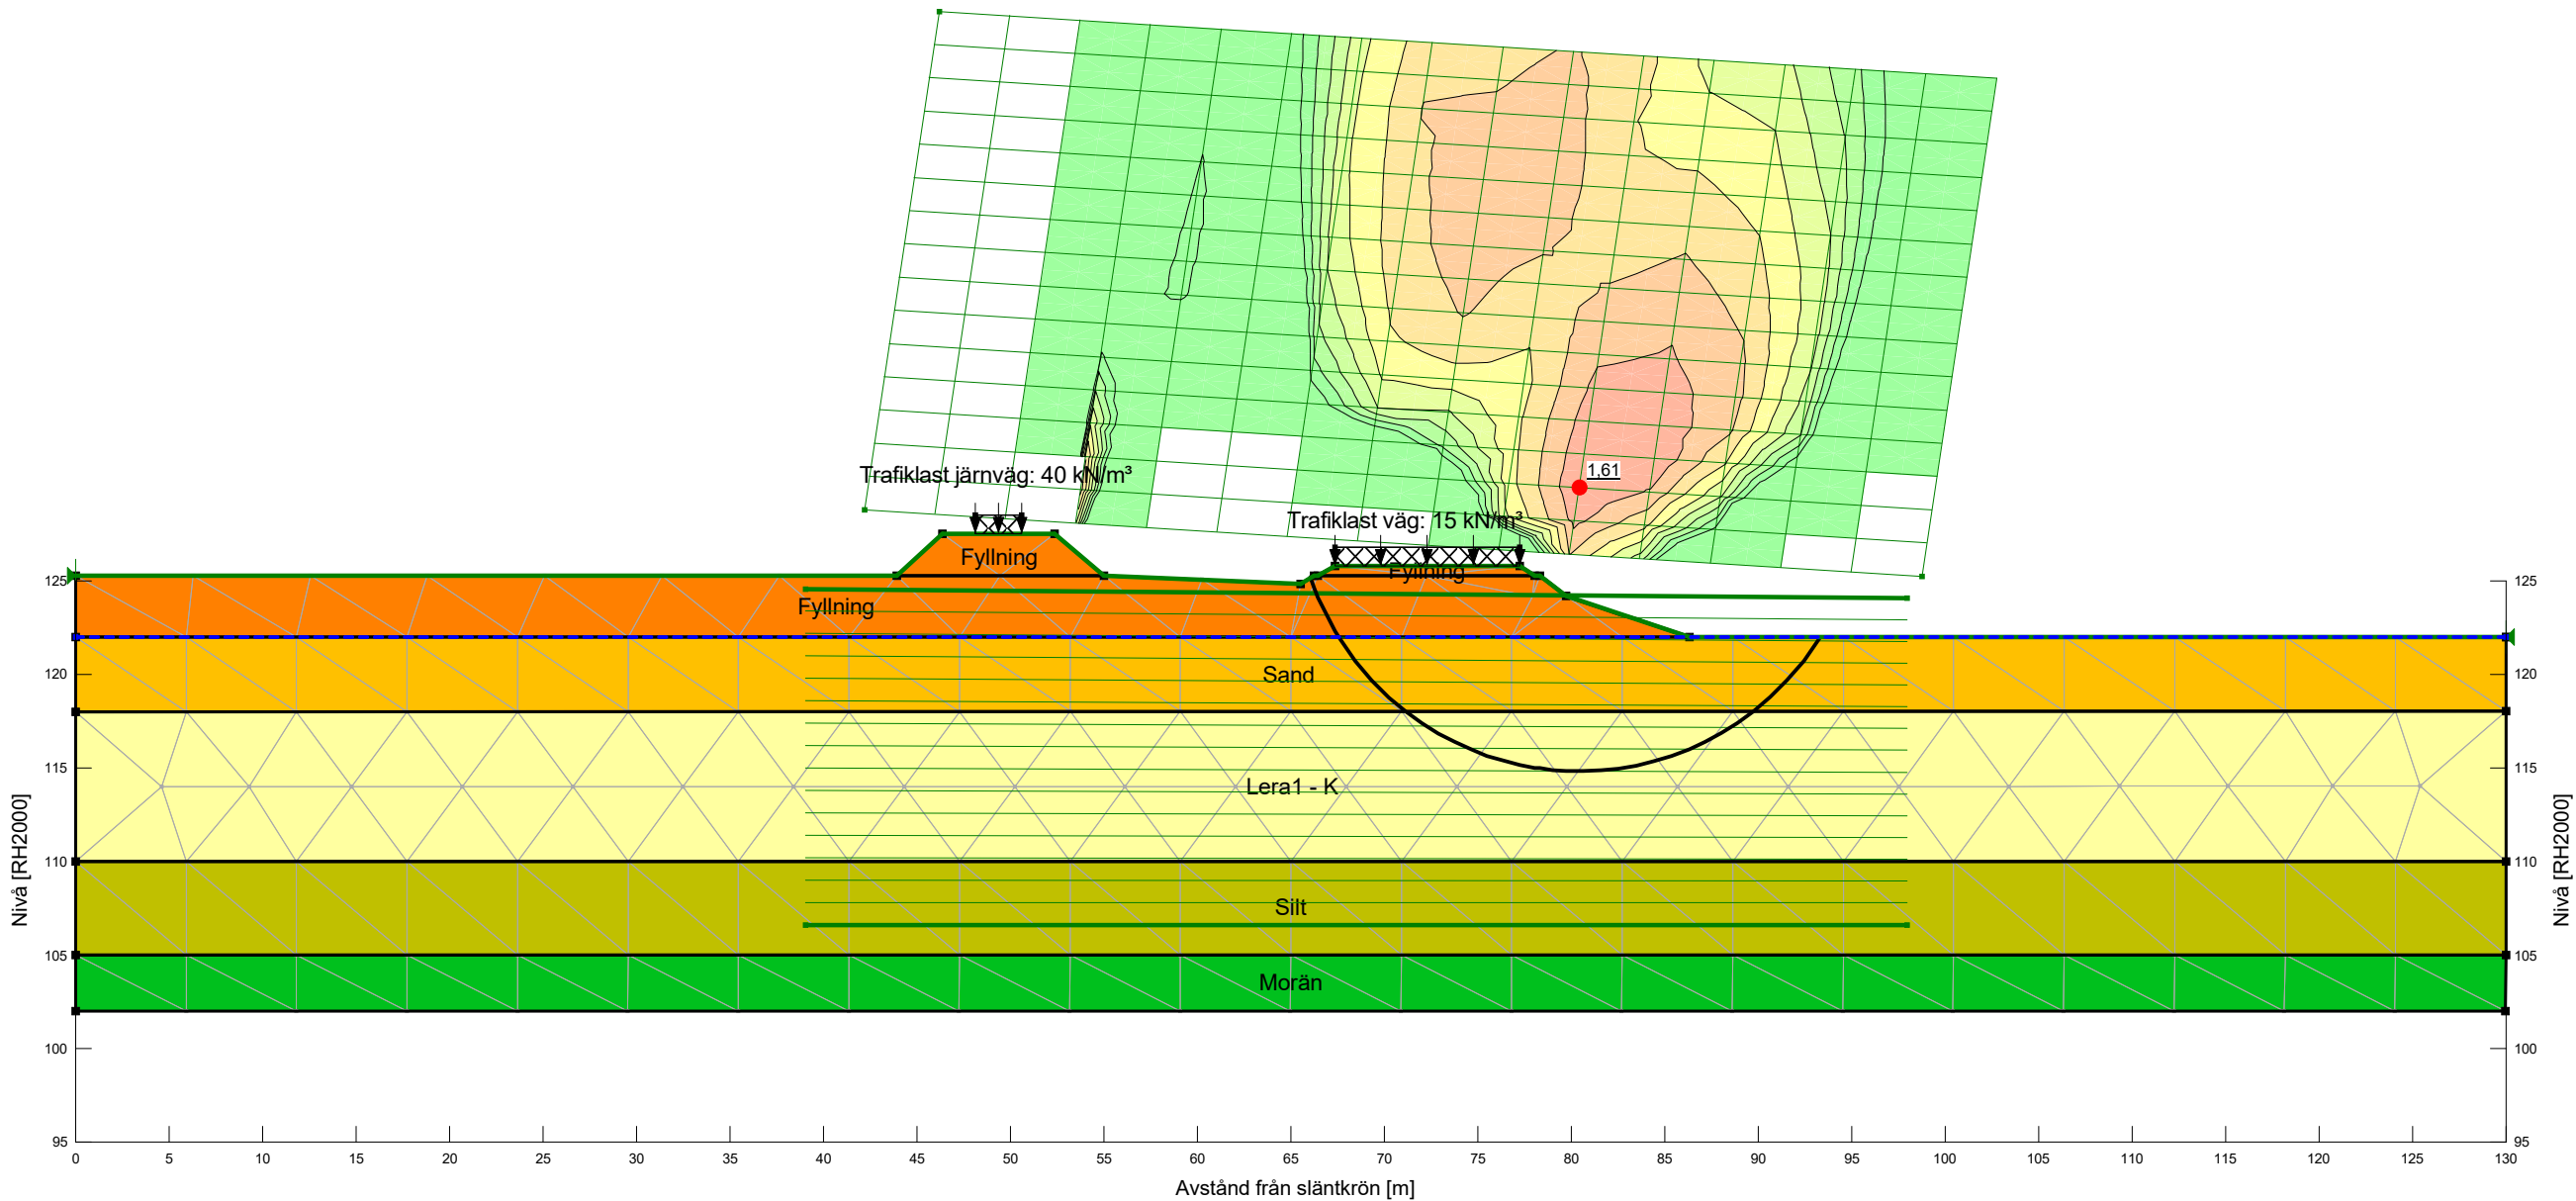 1,61
Trafiklast järnväg: 40 kN/m³
Trafiklast väg: 15 kN/m³
Fyllning
Fyllning
Fyllning
Sand
Lera1 - K
Silt
Morän
Nivå [RH2000]
125
120
115
110
105
100
95
125
120
115
110
105
100
95
Nivå [RH2000]
0 5 10 15 20 25 30 35 40 45 50 55 60 65 70 75 80 85 90 95 100 105 110 115 120 125 130
Avstånd från släntkrön [m]